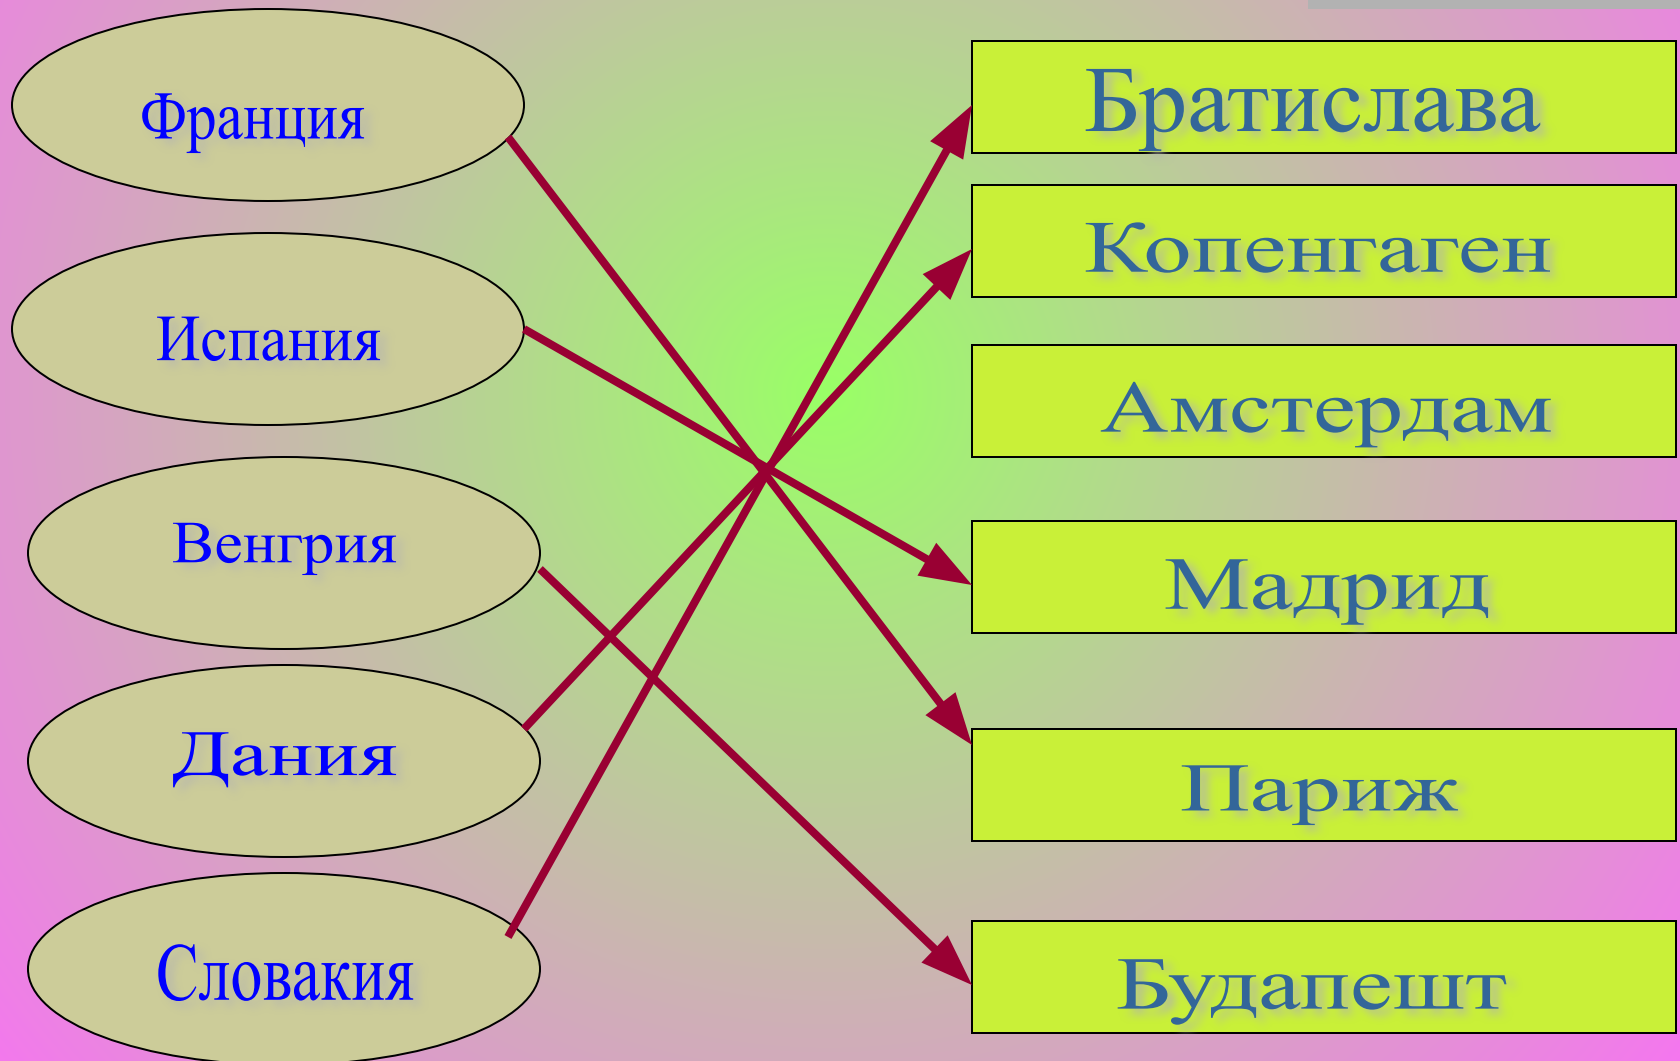 Франция
Испания
Венгрия
Дания
Словакия
Братислава
Копенгаген
Амстердам
Мадрид
Париж
Будапешт